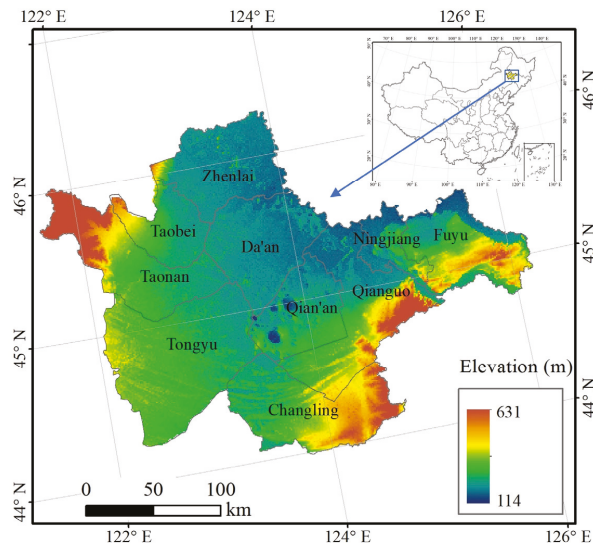 122° E
124° E
126° E
46° N
46° N
Zhenlai
Taobei
Da'an
Ningjiang
Fuyu
Taonan
Qianguo
Qian'an
45° N
45° N
Tongyu
Changling
Elevation (m)
631
114
44° N
44° N
0
50
100
km
122° E
124° E
126° E